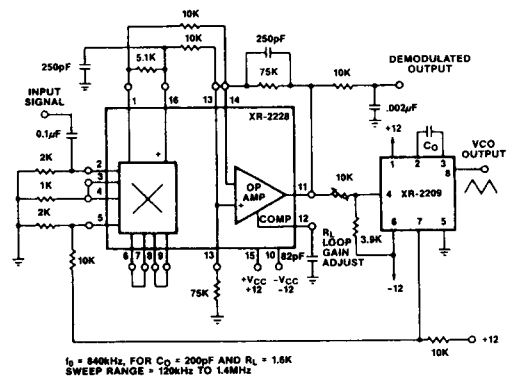 10K
10K
250pF
5.1K
250pF
75K
10K
DEMODULATED
OUTPUT
INPUT
SIGNAL
0.1µF
1
16
13
14
XR-2228
.002µF
+12
CO
VCO
OUTPUT
2K
2
3
1K
4
2K
5
+
OP
AMP
+
11
COMP
12
10K
1
2
3
8
4
XR-2209
6
7
5
RL
LOOP
GAIN
ADJUST
3.9K
6
7
8
9
13
15
10
82pF
10K
75K
+VCC
+12
-VCC
-12
-12
10K
+12
f0 = 840kHz, FOR CO = 200pF AND RL = 1.6K
SWEEP RANGE = 120kHz TO 1.4MHz